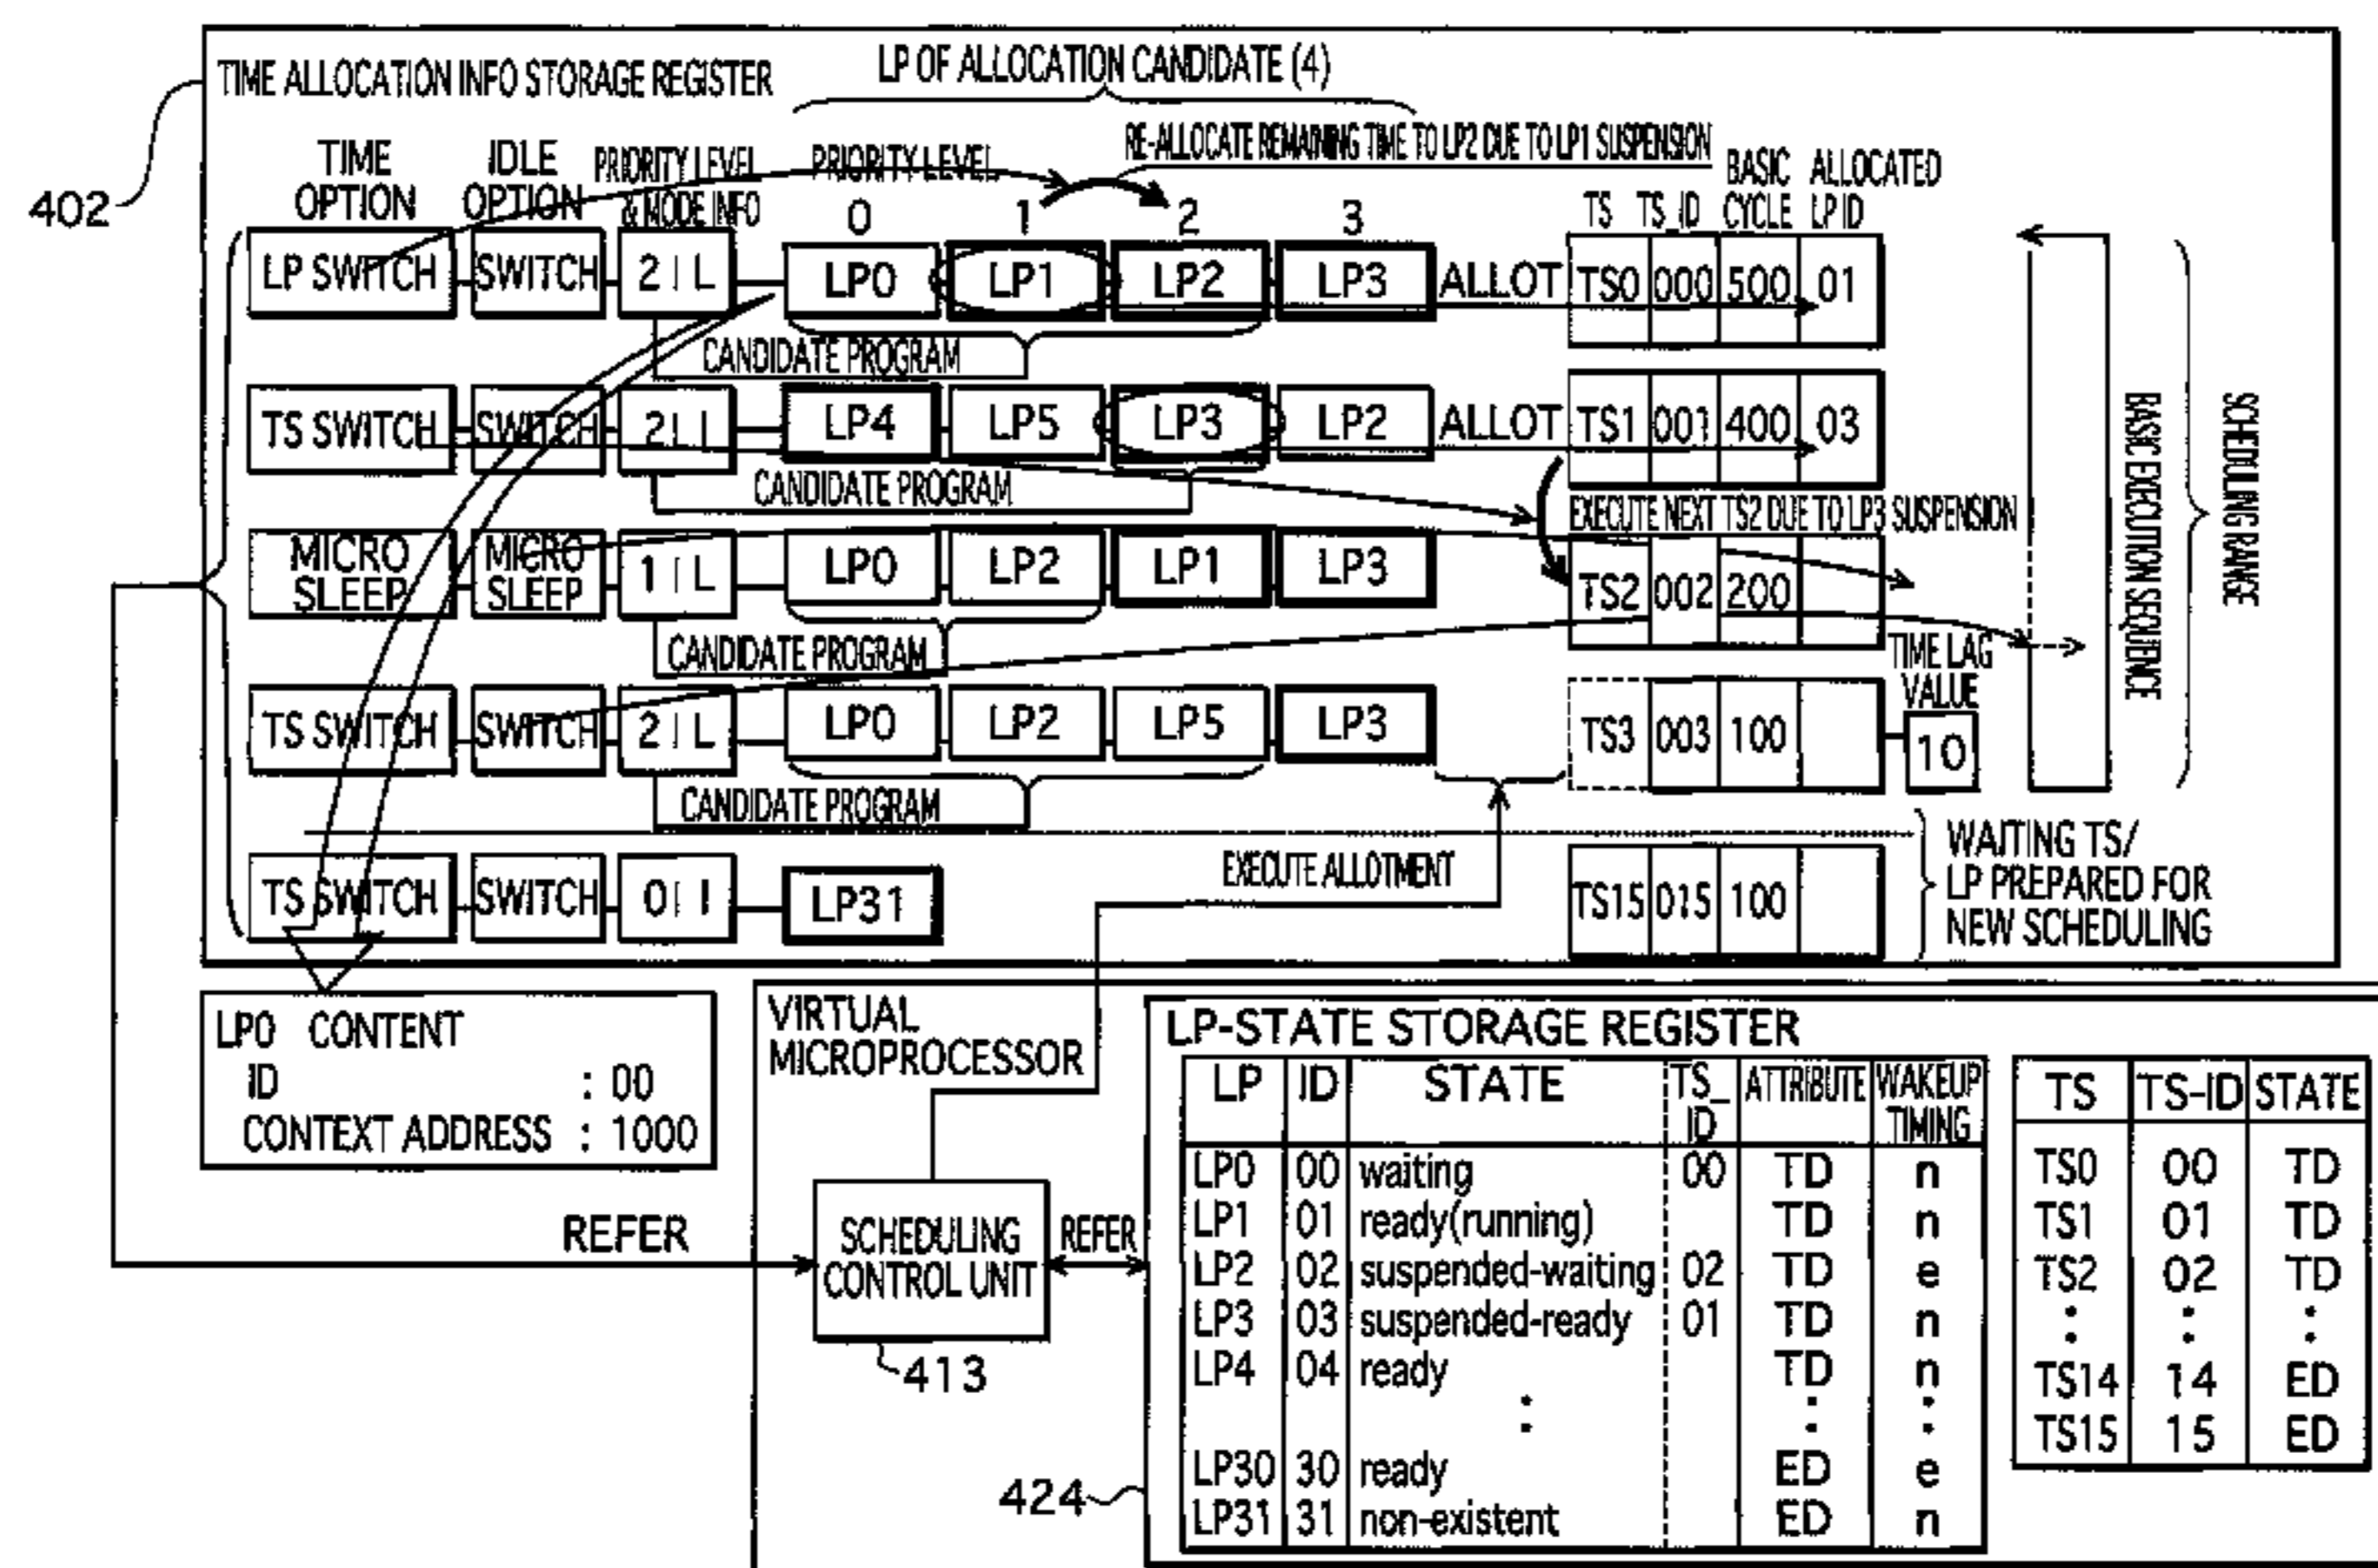 TIME ALLOCATION INFO STORAGE REGISTER
LP OF ALLOCATION CANDIDATE (4)
RE-ALLOCATE REMAINING TIME TO LP2 DUE TO LP1 SUSPENSION
402
TIME OPTION
IDLE OPTION
PRIORITY LEVEL & MODE INFO
PRIORITY LEVEL
0 1 2 3
TS TS_ID BASIC CYCLE ALLOCATED LP ID
LP SWITCH SWITCH 2 | L LP0 LP1 LP2 LP3 ALLOT TS0 000 500 01
CANDIDATE PROGRAM
TS SWITCH SWITCH 2 | I LP4 LP5 LP3 LP2 ALLOT TS1 001 400 03
CANDIDATE PROGRAM
EXECUTE NEXT TS2 DUE TO LP3 SUSPENSION
MICRO SLEEP MICRO SLEEP 1 | L LP0 LP2 LP1 LP3 TS2 002 200
CANDIDATE PROGRAM
TIME LAG VALUE
TS SWITCH SWITCH 2 | L LP0 LP2 LP5 LP3 TS3 003 100 10
CANDIDATE PROGRAM
BASIC EXECUTION SEQUENCE
SCHEDULING RANGE
EXECUTE ALLOTMENT
TS SWITCH SWITCH 0 | I LP31 TS15 015 100
WAITING TS/
LP PREPARED FOR
NEW SCHEDULING
LP0 CONTENT
ID : 00
CONTEXT ADDRESS : 1000
VIRTUAL
MICROPROCESSOR
REFER
SCHEDULING
CONTROL UNIT
REFER
413
LP-STATE STORAGE REGISTER
LP ID STATE TS_ID ATTRIBUTE WAKEUP TIMING
LP0 00 waiting 00 TD n
LP1 01 ready(running) TD n
LP2 02 suspended-waiting 02 TD e
LP3 03 suspended-ready 01 TD n
LP4 04 ready TD n
LP30 30 ready ED e
LP31 31 non-existent ED n
424
TS TS-ID STATE
TS0 00 TD
TS1 01 TD
TS2 02 TD
TS14 14 ED
TS15 15 ED